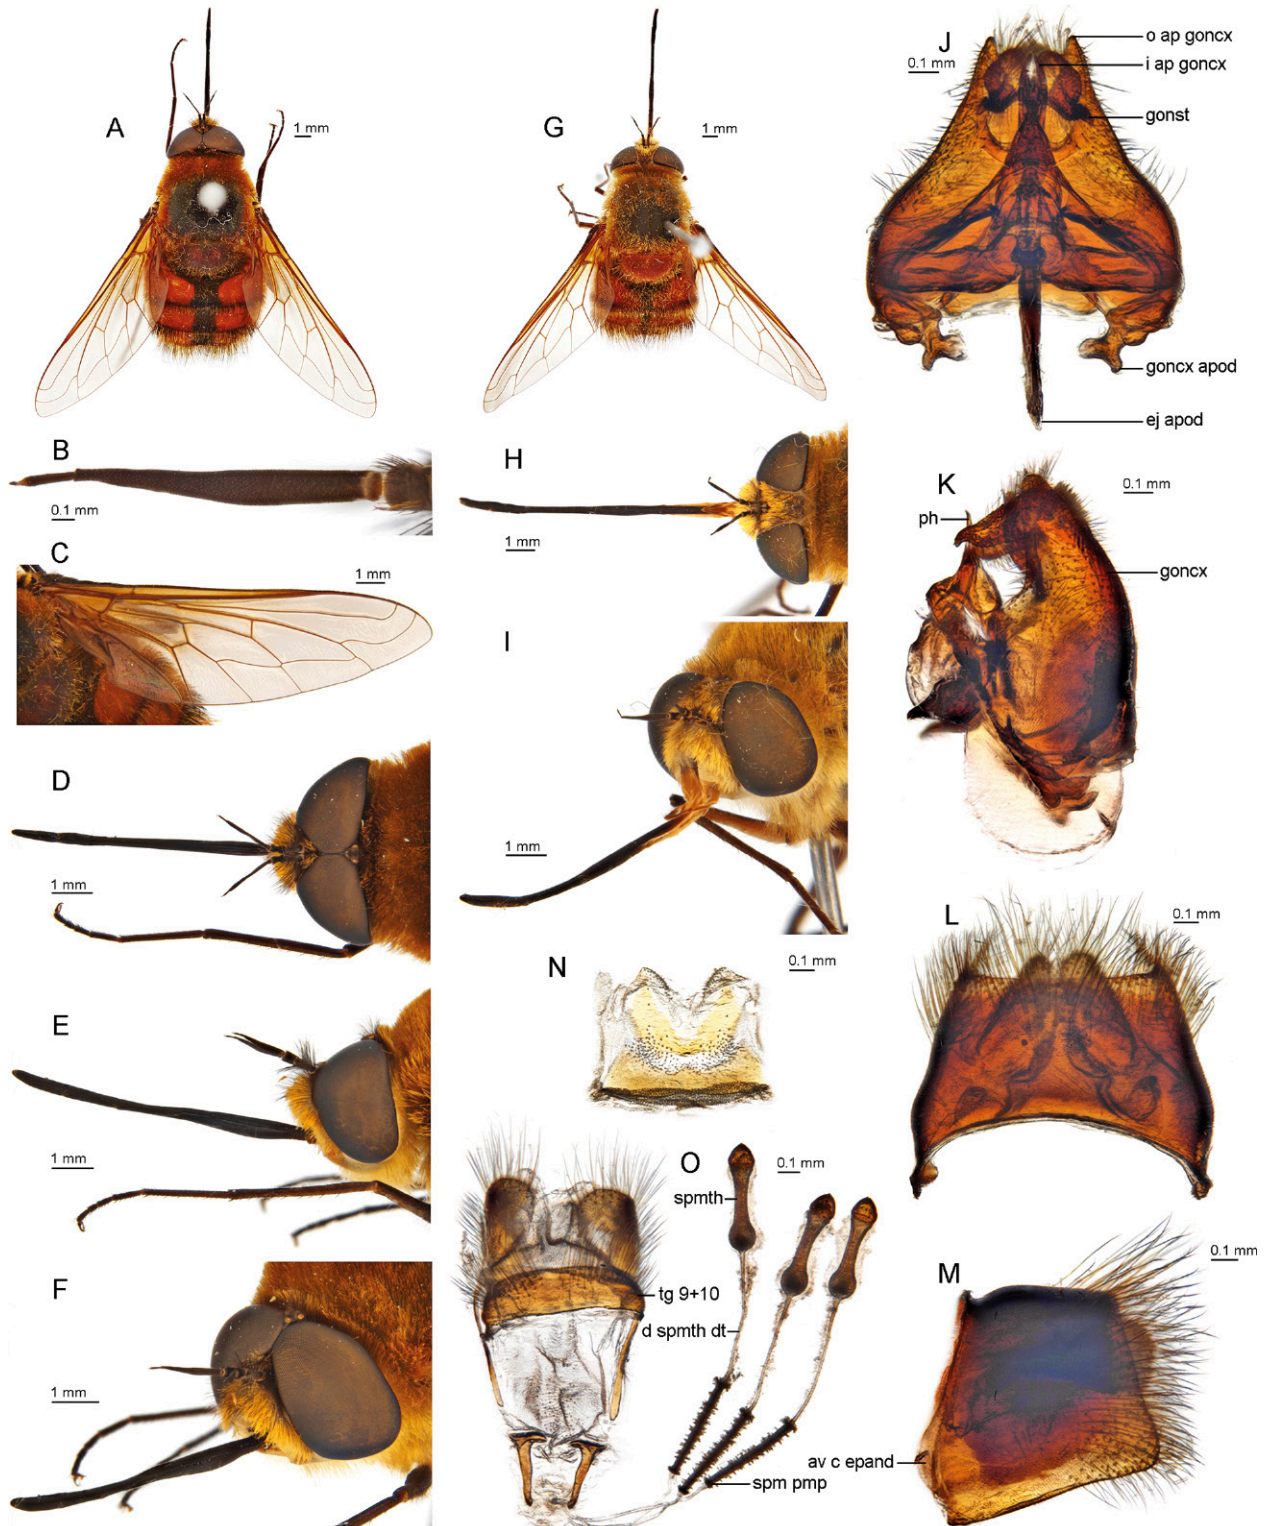 A
1 mm
G
1 mm
J
0.1 mm
o ap goncx
i ap goncx
gonst
goncx apod
ej apod
B
0.1 mm
H
1 mm
K
0.1 mm
ph
goncx
C
1 mm
I
1 mm
D
1 mm
L
0.1 mm
N
0.1 mm
E
1 mm
O
0.1 mm
spmth
tg 9+10
d spmth dt
spm pmp
F
1 mm
M
0.1 mm
av c epand